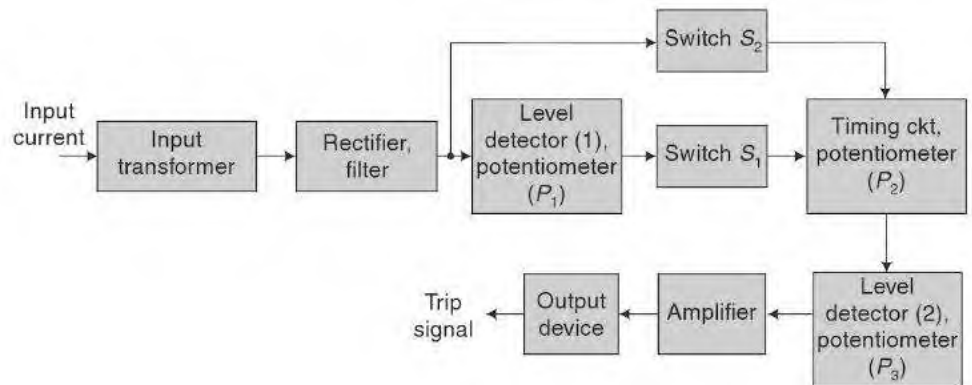 Input
current
Input
transformer
Rectifier,
filter
Level
detector (1),
potentiometer
(P₁)
Switch S₂
Switch S₁
Timing ckt,
potentiometer
(P₂)
Level
detector (2),
potentiometer
(P₃)
Amplifier
Output
device
Trip
signal